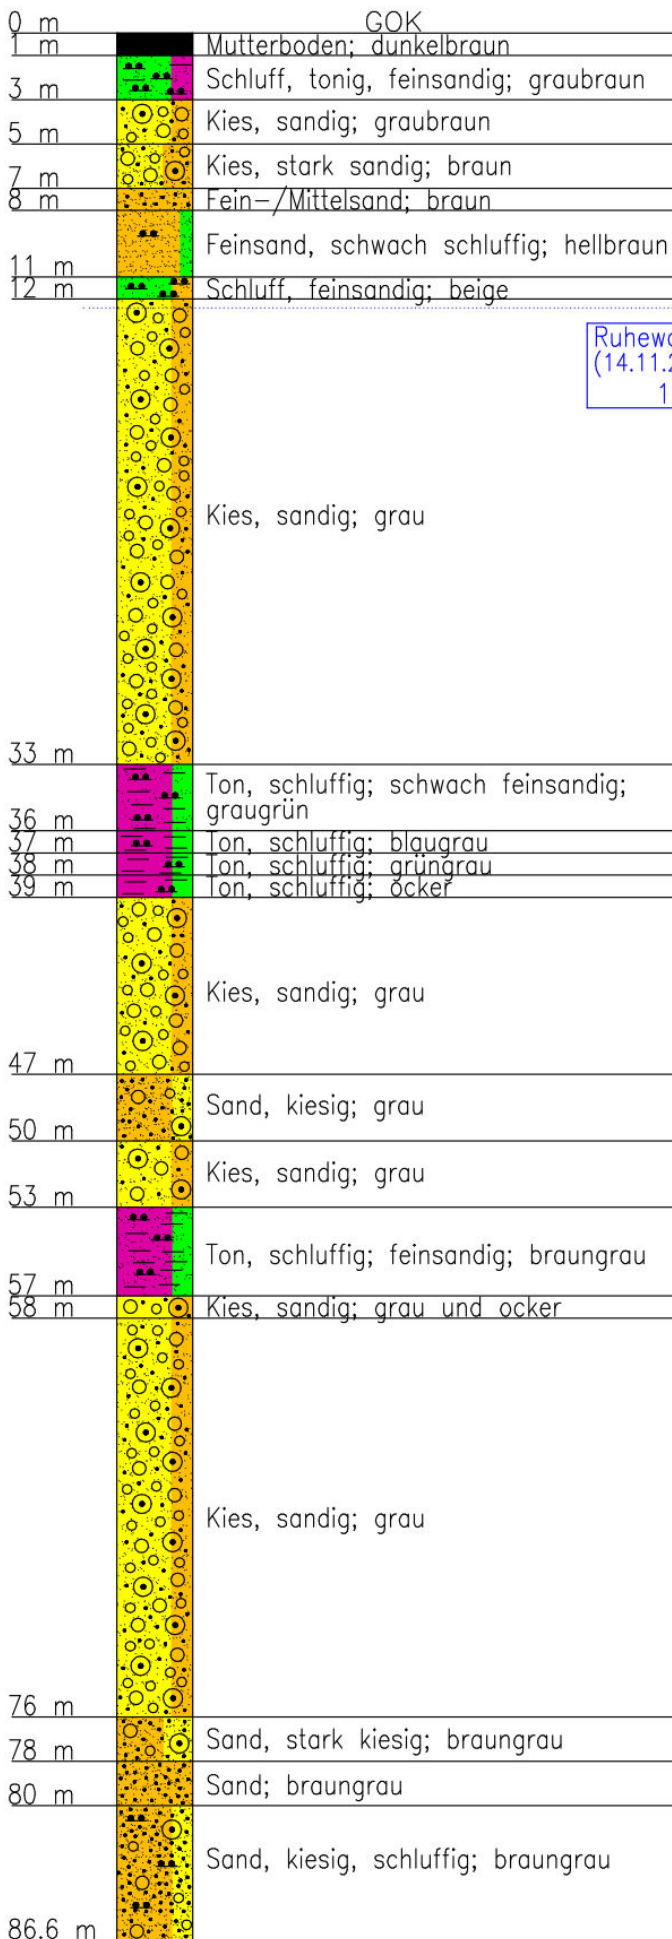 0 m GOK
1 m Mutterboden; dunkelbraun
Schluff, tonig, feinsandig; graubraun
3 m
Kies, sandig; graubraun
5 m
Kies, stark sandig; braun
7 m
8 m Fein-/Mittelsand; braun
Feinsand, schwach schluffig; hellbraun
11 m
12 m Schluff, feinsandig; beige
(14.11.2
1
Kies, sandig; grau
33 m
Ton, schluffig; schwach feinsandig;
graugrün
36 m
37 m Ton, schluffig; blaugrau
38 m Ton, schluffig; grüngrau
39 m Ton, schluffig; ocker
Kies, sandig; grau
47 m
Sand, kiesig; grau
50 m
Kies, sandig; grau
53 m
Ton, schluffig; feinsandig; braungrau
57 m
58 m Kies, sandig; grau und ocker
Kies, sandig; grau
76 m
Sand, stark kiesig; braungrau
78 m
Sand; braungrau
80 m
Sand, kiesig, schluffig; braungrau
86.6 m